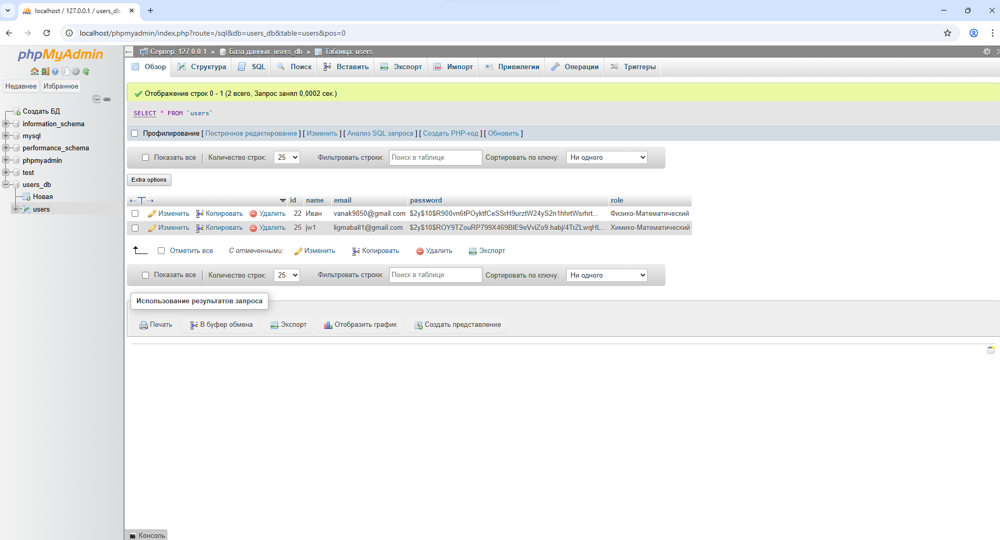 localhost / 127.0.0.1 / users_db
localhost/phpmyadmin/index.php?route=/sql&db=users_db&table=users&pos=0
phpMyAdmin
Недавнее Избранное
Создать БД
information_schema
mysql
performance_schema
phpmyadmin
test
users_db
Новая
users
Сервер: 127.0.0.1 » База данных: users_db » Таблица: users
Обзор Структура SQL Поиск Вставить Экспорт Импорт Привилегии Операции Триггеры
Отображение строк 0 - 1 (2 всего, Запрос занял 0,0002 сек.)
SELECT * FROM `users`
Профилирование [ Построчное редактирование ] [ Изменить ] [ Анализ SQL запроса ] [ Создать PHP-код ] [ Обновить ]
Показать все Количество строк: 25 Фильтровать строки: Поиск в таблице Сортировать по ключу: Ни одного
Extra options
id name email password role
Изменить Копировать Удалить 22 Иван vanak9850@gmail.com $2y$10$R900vn6tPOyktfCeSSrH9urztW24yS2n1hhrtWsrhrt... Физико-Математический
Изменить Копировать Удалить 25 jw1 ligmaball1@gmail.com $2y$10$ROY9TZouRP799X469BIE9eVviZo9.habj/4TrZLwqHL... Химико-Математический
Отметить все С отмеченными: Изменить Копировать Удалить Экспорт
Показать все Количество строк: 25 Фильтровать строки: Поиск в таблице Сортировать по ключу: Ни одного
Использование результатов запроса
Печать В буфер обмена Экспорт Отобразить график Создать представление
Консоль